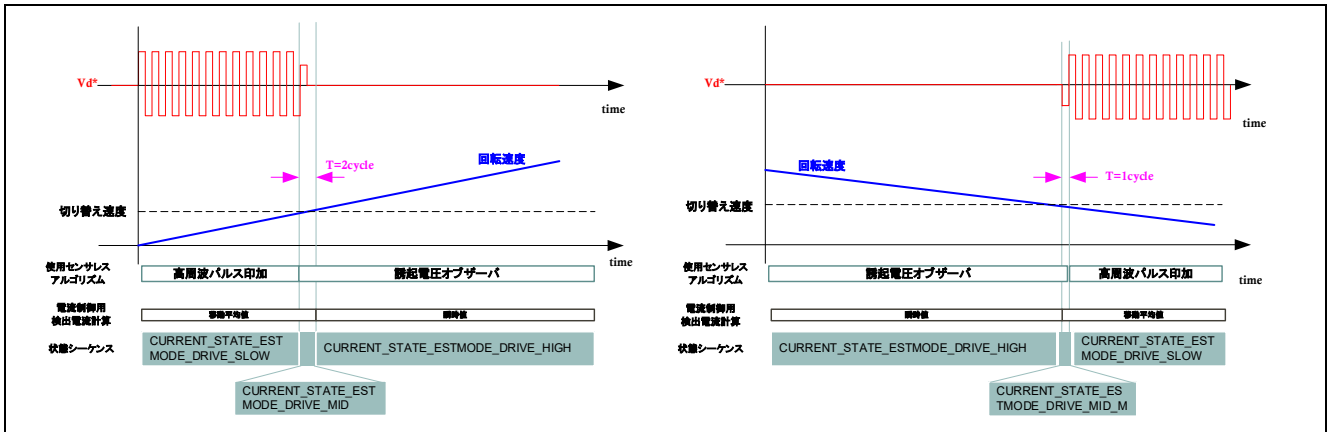 Vd*
time
T=2cycle
回転速度
切り替え速度
time
使用センサレス
アルゴリズム
高周波パルス印加
誘起電圧オブザーバ
電流制御用
検出電流計算
移動平均値
瞬時値
状態シーケンス
CURRENT_STATE_EST
MODE_DRIVE_SLOW
CURRENT_STATE_ESTMODE_DRIVE_HIGH
CURRENT_STATE_EST
MODE_DRIVE_MID
Vd*
time
回転速度
T=1cycle
切り替え速度
time
使用センサレス
アルゴリズム
誘起電圧オブザーバ
高周波パルス印加
電流制御用
検出電流計算
瞬時値
移動平均値
状態シーケンス
CURRENT_STATE_ESTMODE_DRIVE_HIGH
CURRENT_STATE_EST
MODE_DRIVE_SLOW
CURRENT_STATE_ES
TMODE_DRIVE_MID_M